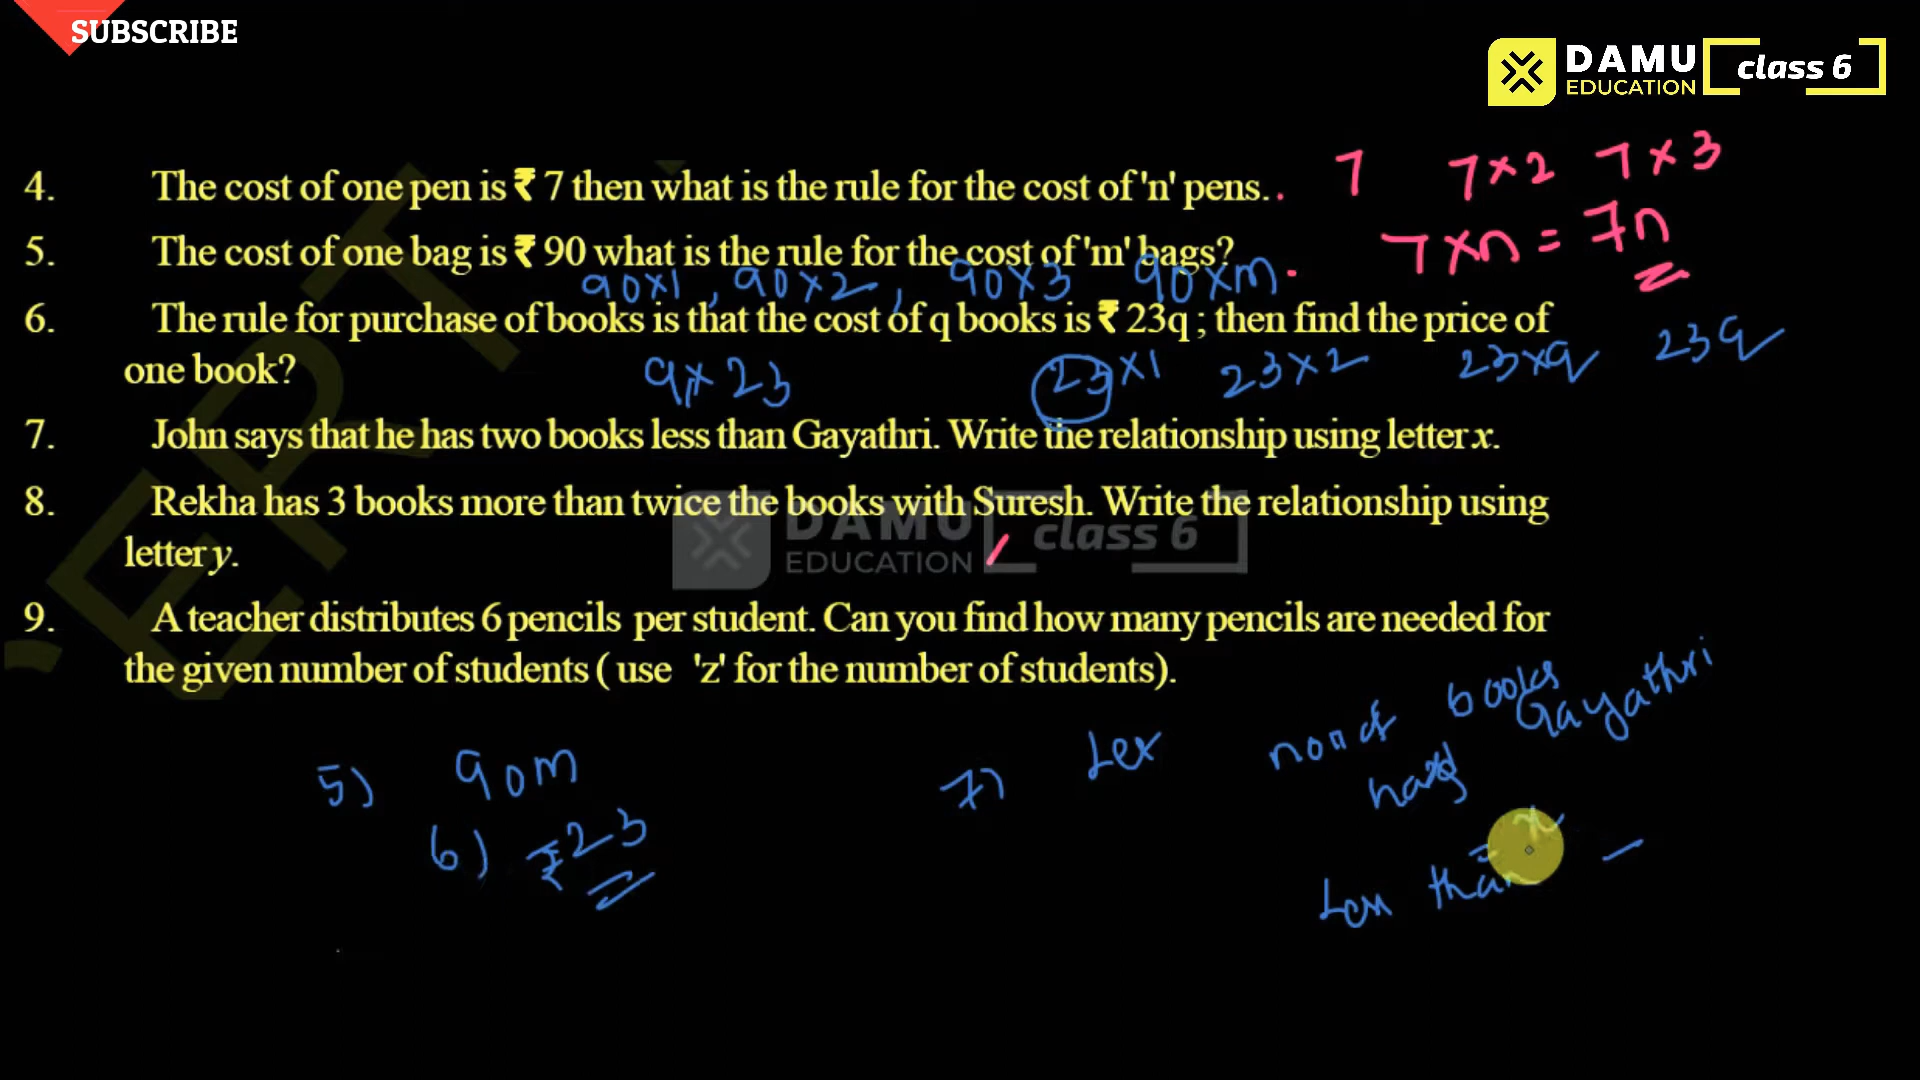 SUBSCRIBE
DAMU EDUCATION class 6
4. The cost of one pen is ₹ 7 then what is the rule for the cost of 'n' pens. . 7 7×2 7×3
7×n = 7n
5. The cost of one bag is ₹ 90 what is the rule for the cost of 'm' bags? .
90×1 , 90×2 , 90×3 90×m
6. The rule for purchase of books is that the cost of q books is ₹ 23q ; then find the price of
one book? q×23 23×1 23×2 23×q 23q
7. John says that he has two books less than Gayathri. Write the relationship using letter x.
8. Rekha has 3 books more than twice the books with Suresh. Write the relationship using
letter y.
DAMU EDUCATION class 6
9. A teacher distributes 6 pencils per student. Can you find how many pencils are needed for
the given number of students ( use 'z' for the number of students).
5) 90m
6) ₹23
7) Let no of books Gayathri
has
= x
Less than −